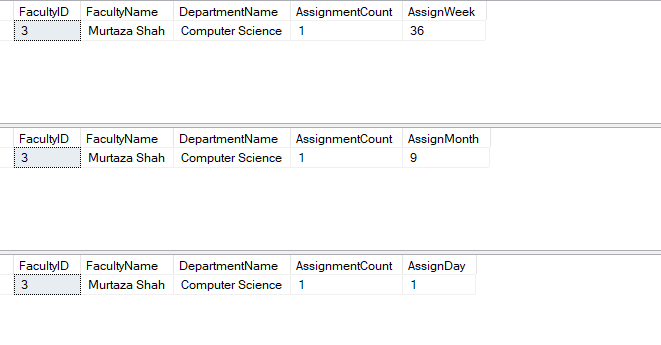 FacultyID FacultyName DepartmentName AssignmentCount AssignWeek
3 Murtaza Shah Computer Science 1 36
FacultyID FacultyName DepartmentName AssignmentCount AssignMonth
3 Murtaza Shah Computer Science 1 9
FacultyID FacultyName DepartmentName AssignmentCount AssignDay
3 Murtaza Shah Computer Science 1 1